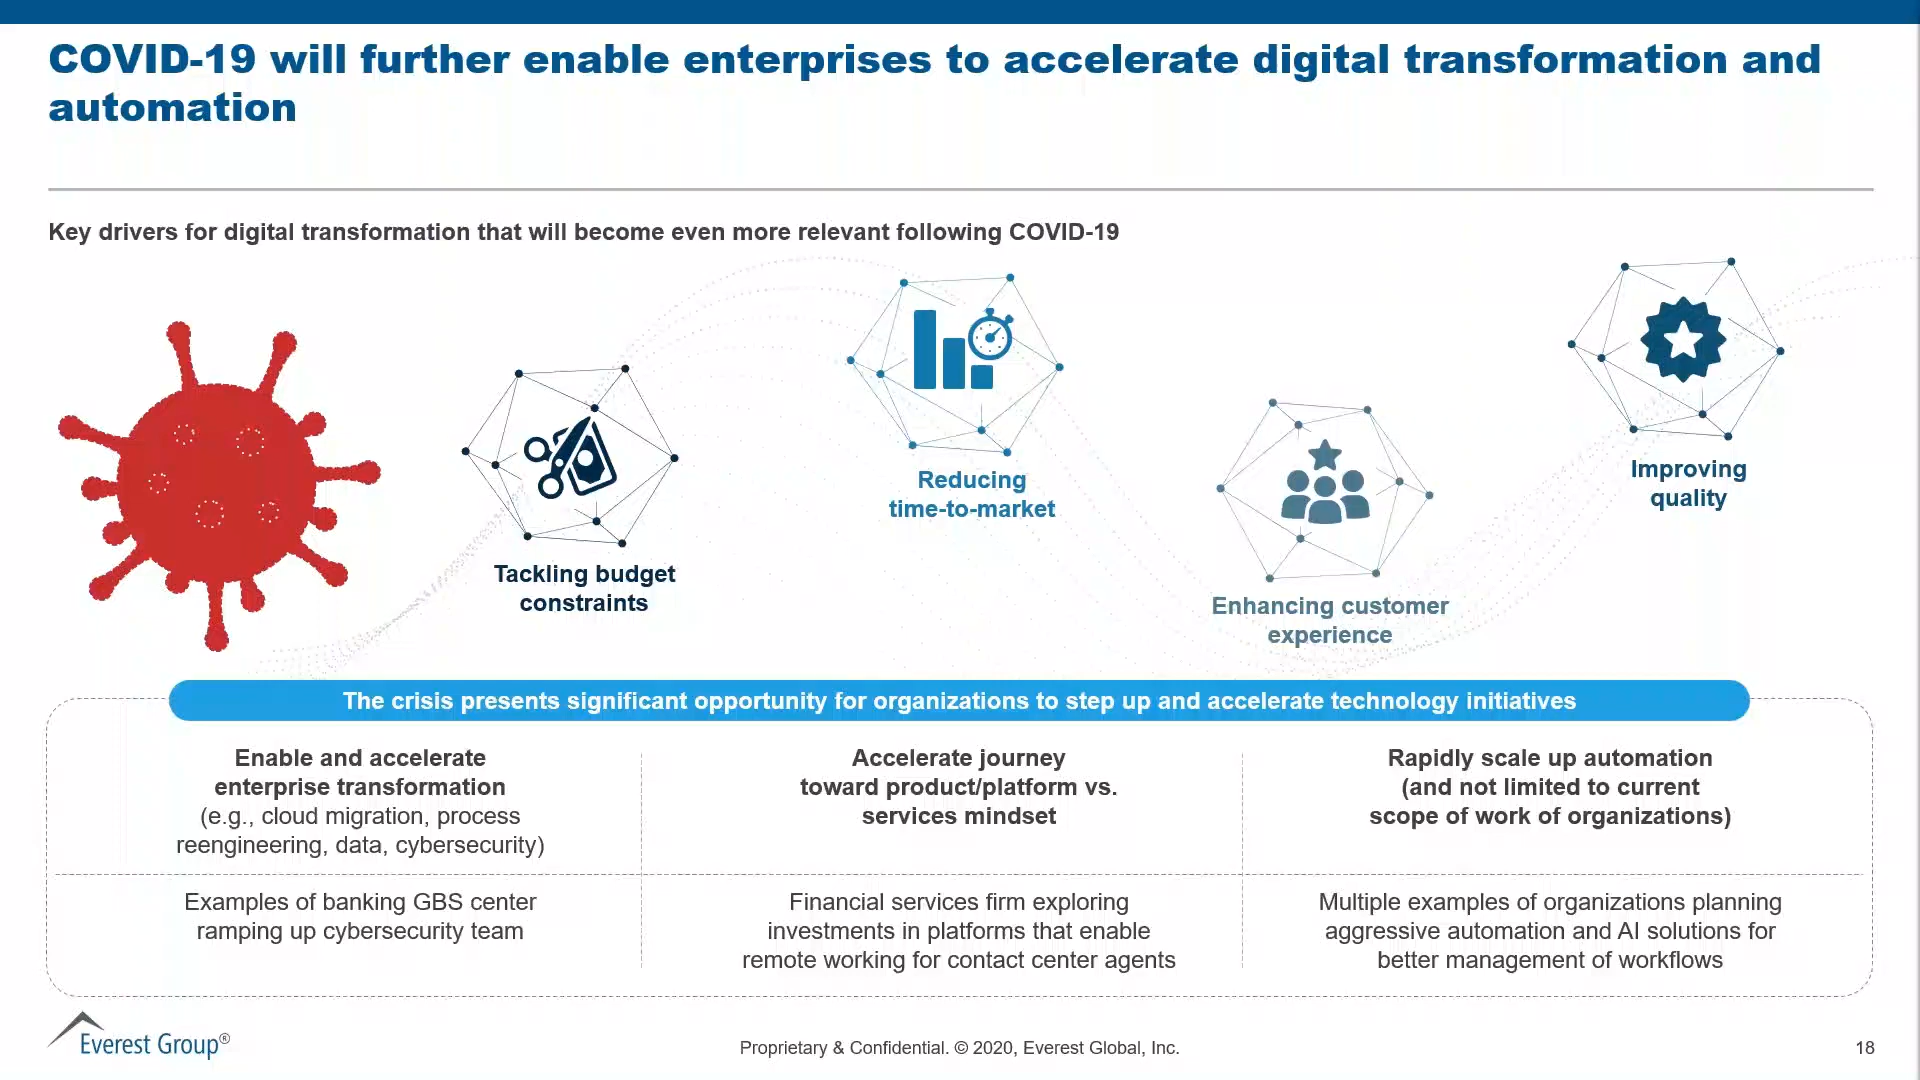 COVID-19 will further enable enterprises to accelerate digital transformation and
automation
Key drivers for digital transformation that will become even more relevant following COVID-19
Tackling budget
constraints
Reducing
time-to-market
Enhancing customer
experience
Improving
quality
The crisis presents significant opportunity for organizations to step up and accelerate technology initiatives
Enable and accelerate
enterprise transformation
(e.g., cloud migration, process
reengineering, data, cybersecurity)
Accelerate journey
toward product/platform vs.
services mindset
Rapidly scale up automation
(and not limited to current
scope of work of organizations)
Examples of banking GBS center
ramping up cybersecurity team
Financial services firm exploring
investments in platforms that enable
remote working for contact center agents
Multiple examples of organizations planning
aggressive automation and AI solutions for
better management of workflows
Everest Group®
Proprietary & Confidential. © 2020, Everest Global, Inc.
18